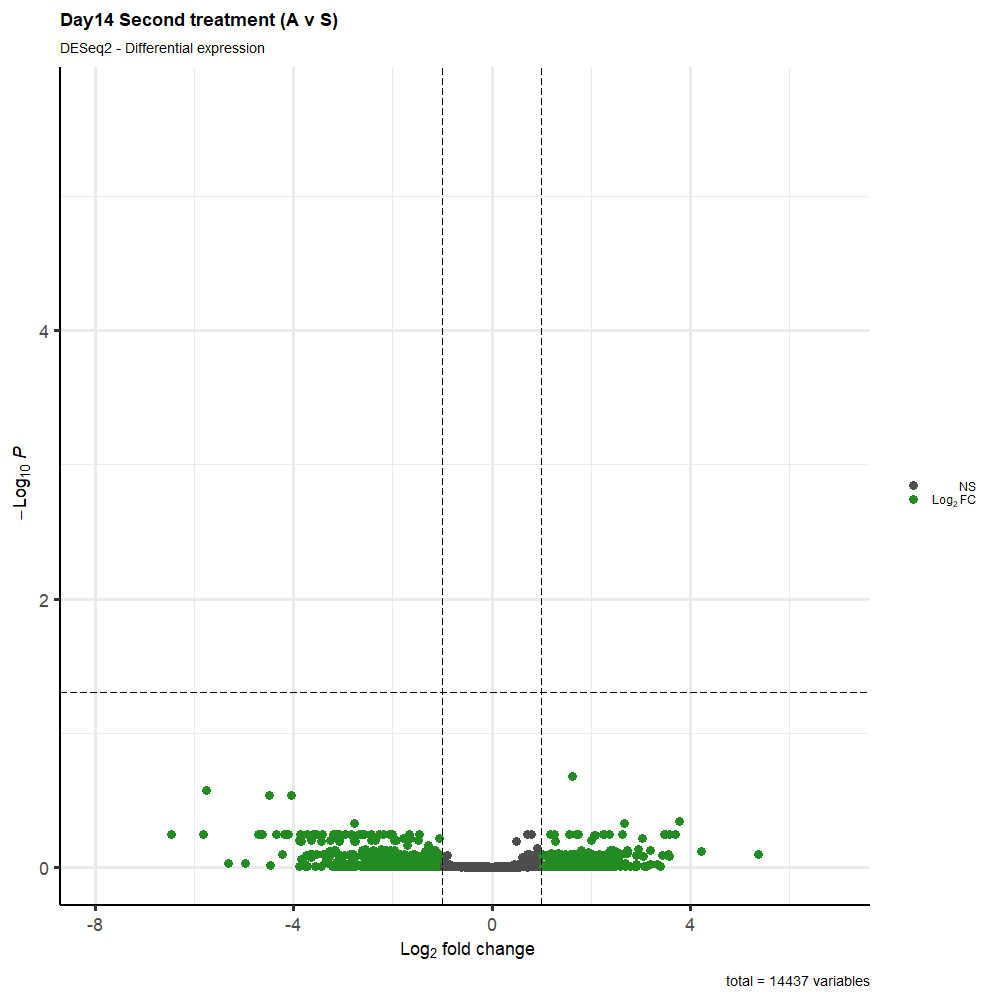 Day14 Second treatment (A v S)
DESeq2 - Differential expression
4
2
0
-8
-4
0
4
−Log10 P
Log2 fold change
NS
Log2 FC
total = 14437 variables